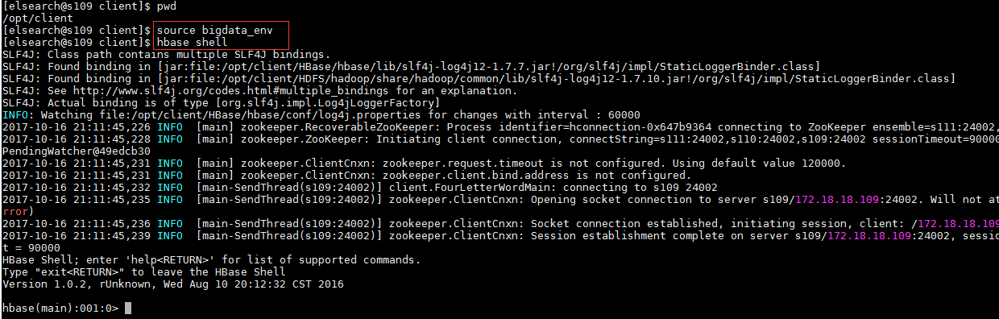 [elsearch@s109 client]$ pwd
/opt/client
[elsearch@s109 client]$ source bigdata_env
[elsearch@s109 client]$ hbase shell
SLF4J: Class path contains multiple SLF4J bindings.
SLF4J: Found binding in [jar:file:/opt/client/HBase/hbase/lib/slf4j-log4j12-1.7.7.jar!/org/slf4j/impl/StaticLoggerBinder.class]
SLF4J: Found binding in [jar:file:/opt/client/HDFS/hadoop/share/hadoop/common/lib/slf4j-log4j12-1.7.10.jar!/org/slf4j/impl/StaticLoggerBinder.class]
SLF4J: See http://www.slf4j.org/codes.html#multiple_bindings for an explanation.
SLF4J: Actual binding is of type [org.slf4j.impl.Log4jLoggerFactory]
INFO: Watching file:/opt/client/HBase/hbase/conf/log4j.properties for changes with interval : 60000
2017-10-16 21:11:45,226 INFO  [main] zookeeper.RecoverableZooKeeper: Process identifier=hconnection-0x647b9364 connecting to ZooKeeper ensemble=s111:24002,
2017-10-16 21:11:45,228 INFO  [main] zookeeper.ZooKeeper: Initiating client connection, connectString=s111:24002,s110:24002,s109:24002 sessionTimeout=90000
PendingWatcher@49edcb30
2017-10-16 21:11:45,231 INFO  [main] zookeeper.ClientCnxn: zookeeper.request.timeout is not configured. Using default value 120000.
2017-10-16 21:11:45,231 INFO  [main] zookeeper.ClientCnxn: zookeeper.client.bind.address is not configured.
2017-10-16 21:11:45,232 INFO  [main-SendThread(s109:24002)] client.FourLetterWordMain: connecting to s109 24002
2017-10-16 21:11:45,235 INFO  [main-SendThread(s109:24002)] zookeeper.ClientCnxn: Opening socket connection to server s109/172.18.18.109:24002. Will not at
rror)
2017-10-16 21:11:45,236 INFO  [main-SendThread(s109:24002)] zookeeper.ClientCnxn: Socket connection established, initiating session, client: /172.18.18.109
2017-10-16 21:11:45,239 INFO  [main-SendThread(s109:24002)] zookeeper.ClientCnxn: Session establishment complete on server s109/172.18.18.109:24002, sessio
t = 90000
HBase Shell; enter 'help<RETURN>' for list of supported commands.
Type "exit<RETURN>" to leave the HBase Shell
Version 1.0.2, rUnknown, Wed Aug 10 20:12:32 CST 2016
hbase(main):001:0>